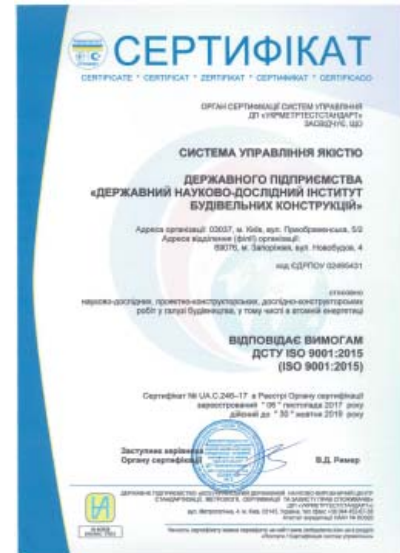 СЕРТИФІКАТ
CERTIFICATE * CERTIFICAT * ZERTIFIKAT * СЕРТИФИКАТ * CERTIFICADO
ОРГАН СЕРТИФІКАЦІЇ СИСТЕМ УПРАВЛІННЯ
ДП «УКРМЕТРТЕСТСТАНДАРТ»
ЗАСВІДЧУЄ, ЩО
СИСТЕМА УПРАВЛІННЯ ЯКІСТЮ
ДЕРЖАВНОГО ПІДПРИЄМСТВА
«ДЕРЖАВНИЙ НАУКОВО-ДОСЛІДНИЙ ІНСТИТУТ
БУДІВЕЛЬНИХ КОНСТРУКЦІЙ»
Адреса організації: 03037, м. Київ, вул. Преображенська, 5/2
Адреса відділення (філії) організації:
69076, м. Запоріжжя, вул. Новобудов, 4
код ЄДРПОУ 02495431
стосовно
науково-дослідних, проектно-конструкторських, дослідно-конструкторських
робіт у галузі будівництва, у тому числі в атомній енергетиці
ВІДПОВІДАЄ ВИМОГАМ
ДСТУ ISO 9001:2015
(ISO 9001:2015)
Сертифікат № UA.C.246–17 в Реєстрі Органу сертифікації
зареєстрований " 06 " листопада 2017 року
дійсний до " 30 " жовтня 2019 року
Заступник керівника
Органу сертифікації
В.Д. Ример